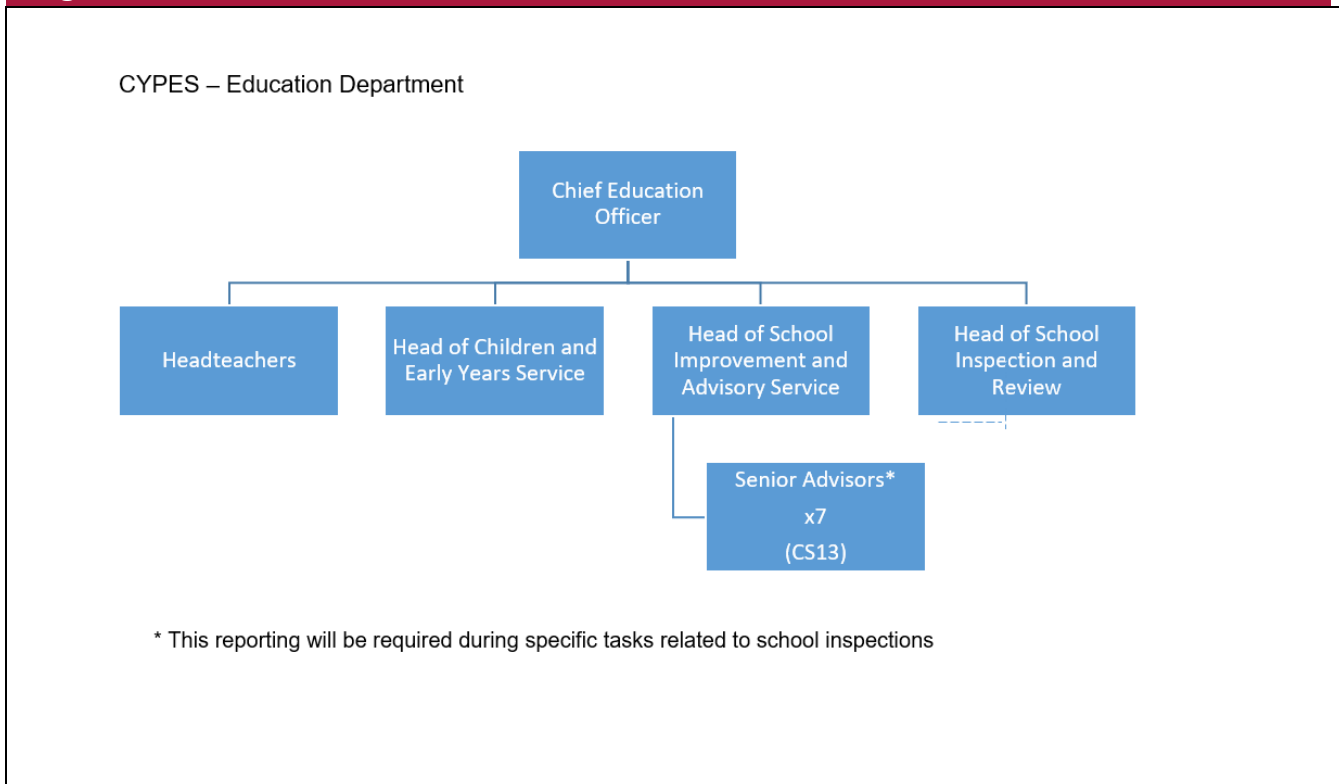 CYPES – Education Department
Chief Education
Officer
Headteachers
Head of Children and
Early Years Service
Head of School
Improvement and
Advisory Service
Head of School
Inspection and
Review
Senior Advisors*
x7
(CS13)
* This reporting will be required during specific tasks related to school inspections